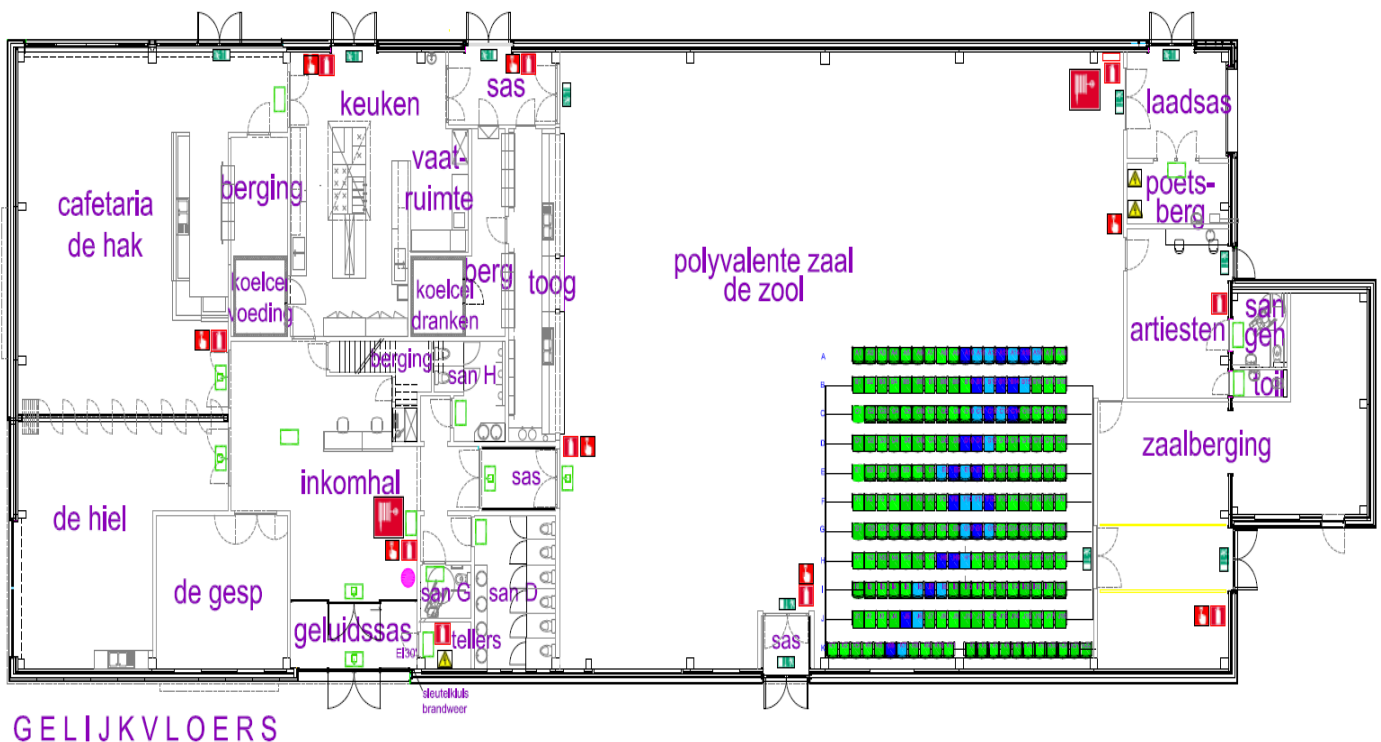 sas
keuken
laadsas
vaat-
ruimte
berging
poets-
berg
cafetaria
de hak
polyvalente zaal
de zool
berg
toog
koelcel
voeding
koelcel
dranken
san
geh
artiesten
berging
san H
toil
A
B
C
D
E
F
G
H
I
J
K
zaalberging
inkomhal
sas
de hiel
de gesp
san G
san D
geluidssas
EI30'
tellers
sas
sleutelkluis
brandweer
GELIJKVLOERS